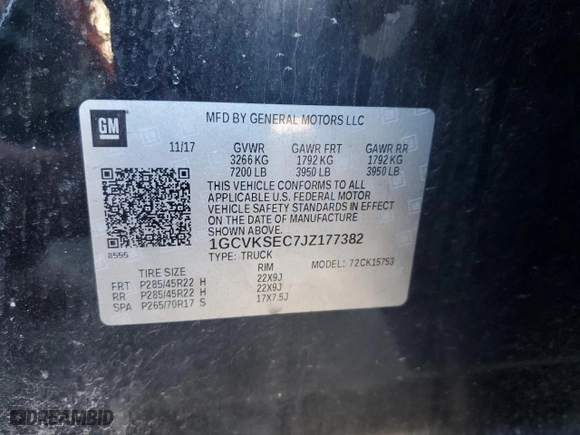 GM
MFD BY GENERAL MOTORS LLC
11/17 GVWR GAWR FRT GAWR RR
3266 KG 1792 KG 1792 KG
7200 LB 3950 LB 3950 LB
THIS VEHICLE CONFORMS TO ALL
APPLICABLE U.S. FEDERAL MOTOR
VEHICLE SAFETY STANDARDS IN EFFECT
ON THE DATE OF MANUFACTURE
SHOWN ABOVE.
8555 1GCVKSEC7JZ177382
TYPE: TRUCK MODEL: 72CK15753
TIRE SIZE RIM
FRT P285/45R22 H 22X9J
RR P285/45R22 H 22X9J
SPA P265/70R17 S 17X7.5J
DREAMBID